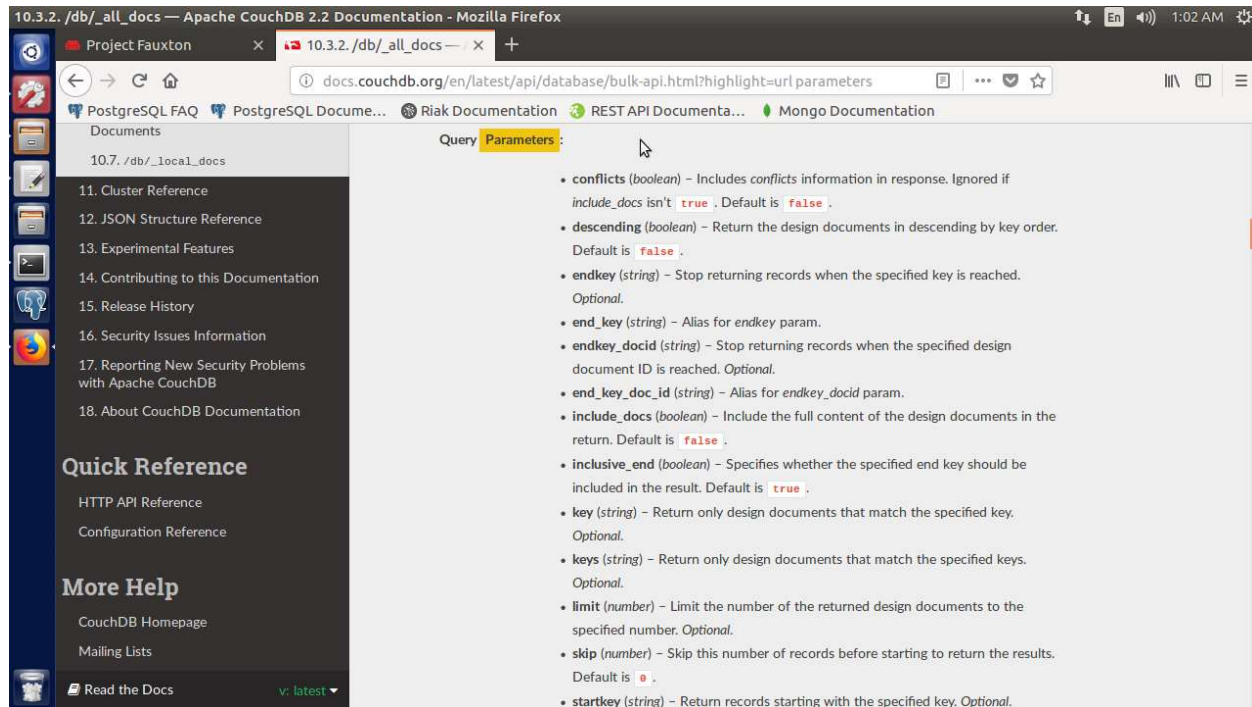 10.3.2. /db/_all_docs — Apache CouchDB 2.2 Documentation - Mozilla Firefox
En 1:02 AM
Project Fauxton × 10.3.2. /db/_all_docs — × +
docs.couchdb.org/en/latest/api/database/bulk-api.html?highlight=url parameters
PostgreSQL FAQ PostgreSQL Docume... Riak Documentation REST API Documenta... Mongo Documentation
Documents
10.7. /db/_local_docs
11. Cluster Reference
12. JSON Structure Reference
13. Experimental Features
14. Contributing to this Documentation
15. Release History
16. Security Issues Information
17. Reporting New Security Problems
with Apache CouchDB
18. About CouchDB Documentation
Quick Reference
HTTP API Reference
Configuration Reference
More Help
CouchDB Homepage
Mailing Lists
Read the Docs v: latest
Query Parameters :
• conflicts (boolean) – Includes conflicts information in response. Ignored if
include_docs isn't true . Default is false .
• descending (boolean) – Return the design documents in descending by key order.
Default is false .
• endkey (string) – Stop returning records when the specified key is reached.
Optional.
• end_key (string) – Alias for endkey param.
• endkey_docid (string) – Stop returning records when the specified design
document ID is reached. Optional.
• end_key_doc_id (string) – Alias for endkey_docid param.
• include_docs (boolean) – Include the full content of the design documents in the
return. Default is false .
• inclusive_end (boolean) – Specifies whether the specified end key should be
included in the result. Default is true .
• key (string) – Return only design documents that match the specified key.
Optional.
• keys (string) – Return only design documents that match the specified keys.
Optional.
• limit (number) – Limit the number of the returned design documents to the
specified number. Optional.
• skip (number) – Skip this number of records before starting to return the results.
Default is 0 .
• startkey (string) – Return records starting with the specified key. Optional.